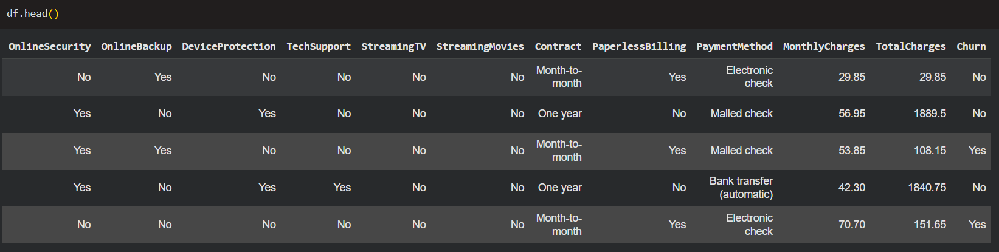 df.head()
OnlineSecurity OnlineBackup DeviceProtection TechSupport StreamingTV StreamingMovies Contract PaperlessBilling PaymentMethod MonthlyCharges TotalCharges Churn
No Yes No No No No Month-to-month Yes Electronic check 29.85 29.85 No
Yes No Yes No No No One year No Mailed check 56.95 1889.5 No
Yes Yes No No No No Month-to-month Yes Mailed check 53.85 108.15 Yes
Yes No Yes Yes No No One year No Bank transfer (automatic) 42.30 1840.75 No
No No No No No No Month-to-month Yes Electronic check 70.70 151.65 Yes